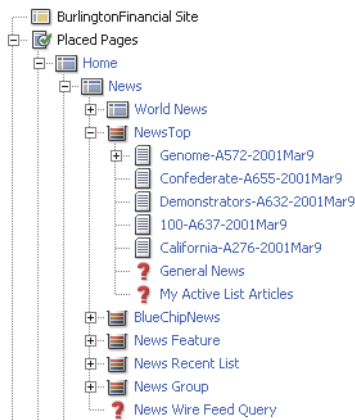 BurlingtonFinancial Site
Placed Pages
Home
News
World News
NewsTop
Genome-A572-2001Mar9
Confederate-A655-2001Mar9
Demonstrators-A632-2001Mar9
100-A637-2001Mar9
California-A276-2001Mar9
General News
My Active List Articles
BlueChipNews
News Feature
News Recent List
News Group
News Wire Feed Query